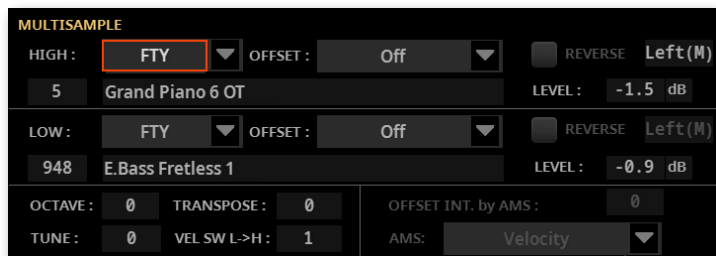 MULTISAMPLE
HIGH : FTY OFFSET : Off REVERSE Left(M)
5 Grand Piano 6 OT LEVEL : -1.5 dB
LOW : FTY OFFSET : Off REVERSE Left(M)
948 E.Bass Fretless 1 LEVEL : -0.9 dB
OCTAVE : 0 TRANSPOSE : 0 OFFSET INT. by AMS : 0
TUNE : 0 VEL SW L->H : 1 AMS: Velocity